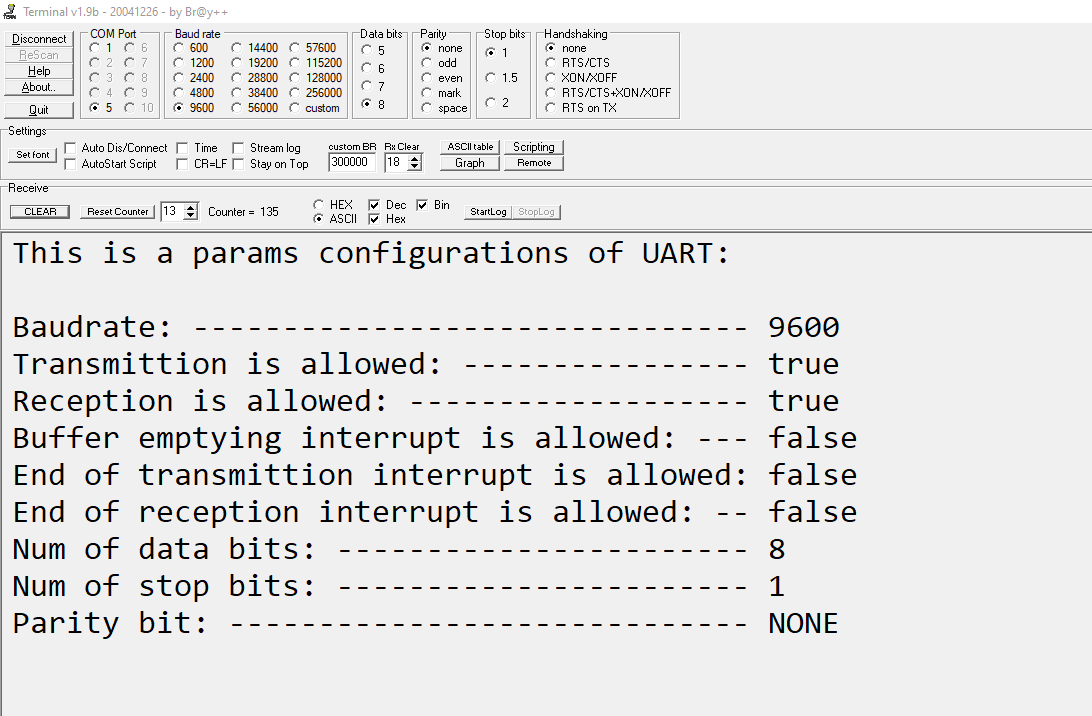 Terminal v1.9b - 20041226 - by Br@y++
Disconnect
ReScan
Help
About..
Quit
COM Port
1 6
2 7
3 8
4 9
5 10
Baud rate
600 14400 57600
1200 19200 115200
2400 28800 128000
4800 38400 256000
9600 56000 custom
Data bits
5
6
7
8
Parity
none
odd
even
mark
space
Stop bits
1
1.5
2
Handshaking
none
RTS/CTS
XON/XOFF
RTS/CTS+XON/XOFF
RTS on TX
Settings
Set font
Auto Dis/Connect Time Stream log
AutoStart Script CR=LF Stay on Top
custom BR Rx Clear
300000 18
ASCII table Scripting
Graph Remote
Receive
CLEAR Reset Counter 13 Counter = 135
HEX Dec Bin
ASCII Hex
StartLog StopLog
This is a params configurations of UART:
Baudrate: ------------------------------- 9600
Transmittion is allowed: ---------------- true
Reception is allowed: ------------------- true
Buffer emptying interrupt is allowed: --- false
End of transmittion interrupt is allowed: false
End of reception interrupt is allowed: -- false
Num of data bits: ----------------------- 8
Num of stop bits: ----------------------- 1
Parity bit: ----------------------------- NONE